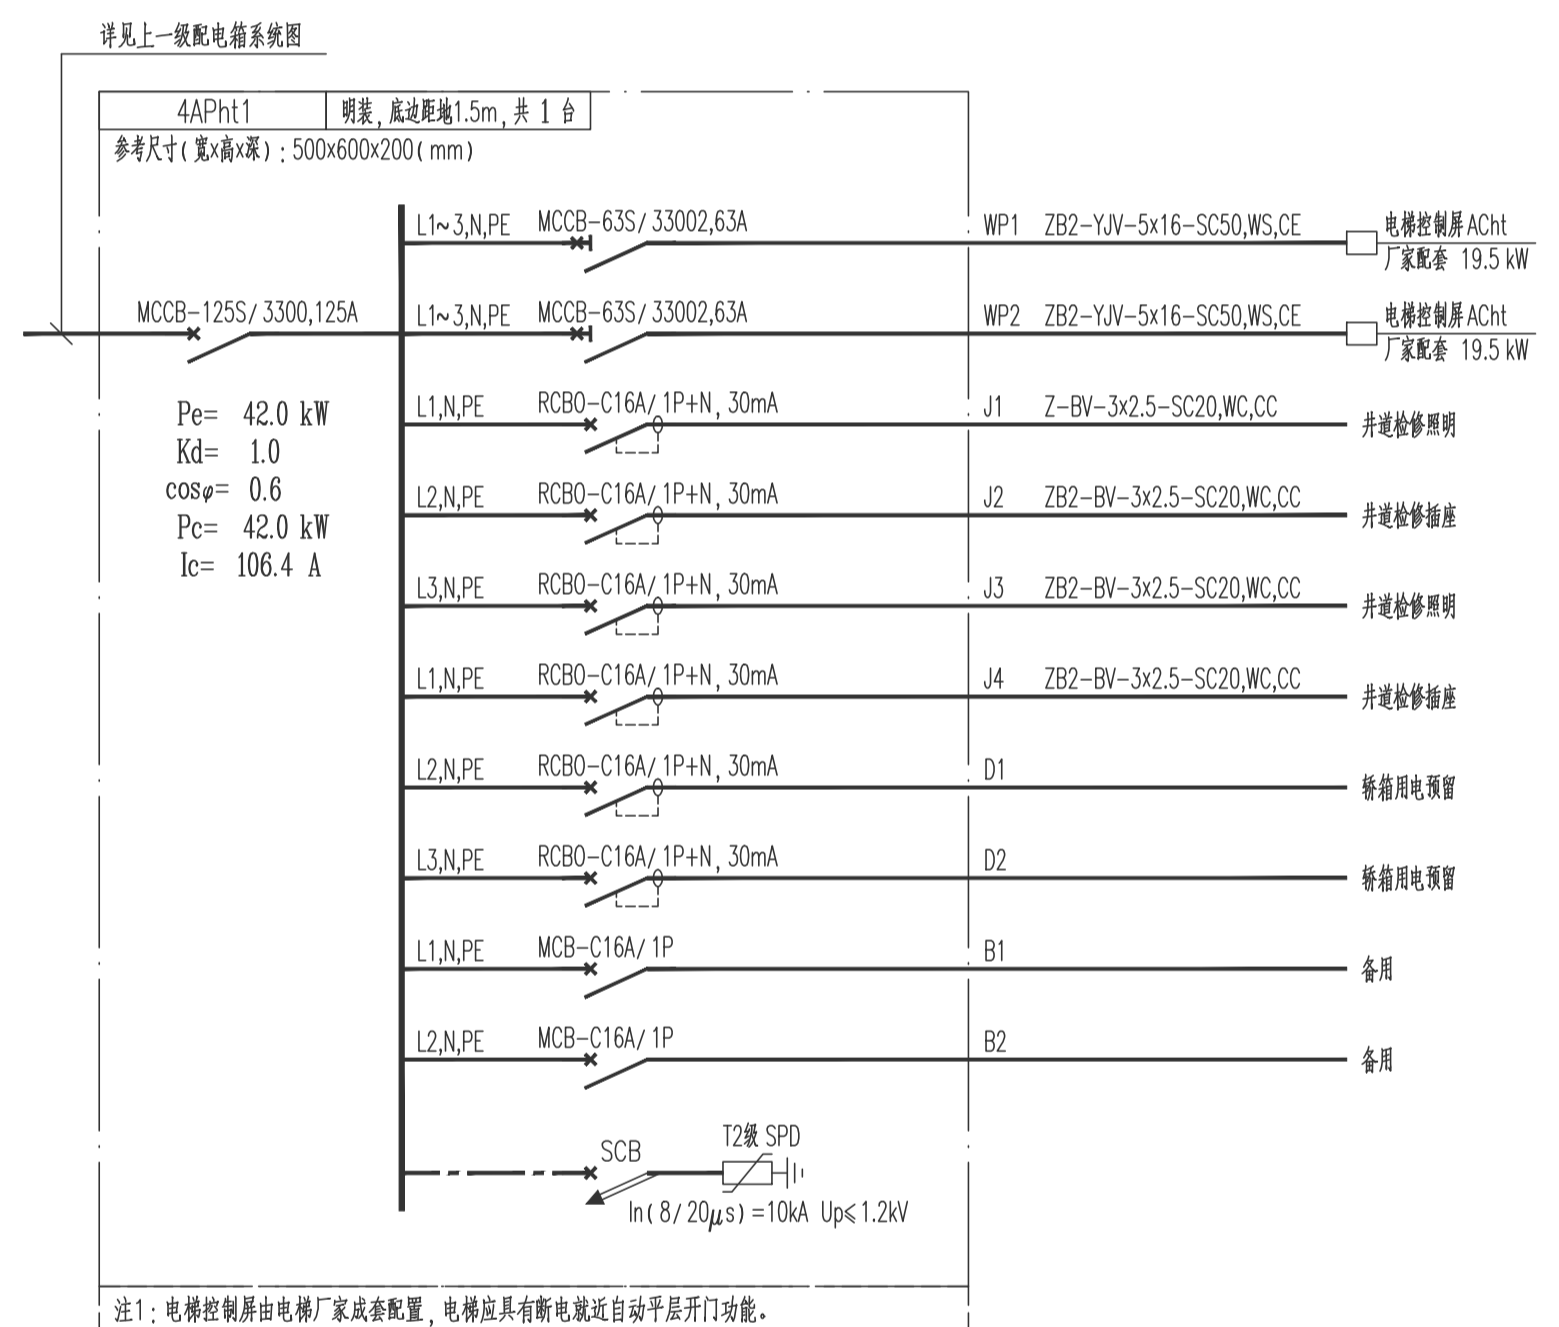 详见上一级配电箱系统图
4APht1 明装,底边距地1.5m,共 1 台
参考尺寸(宽x高x深):500x600x200(mm)
L1~3,N,PE MCCB-63S/33002,63A WP1 ZB2-YJV-5x16-SC50,WS,CE 电梯控制屏ACht
厂家配套 19.5 kW
MCCB-125S/3300,125A L1~3,N,PE MCCB-63S/33002,63A WP2 ZB2-YJV-5x16-SC50,WS,CE 电梯控制屏ACht
厂家配套 19.5 kW
Pe= 42.0 kW
Kd= 1.0
cosφ= 0.6
Pc= 42.0 kW
Ic= 106.4 A
L1,N,PE RCBO-C16A/1P+N,30mA J1 Z-BV-3x2.5-SC20,WC,CC 井道检修照明
L2,N,PE RCBO-C16A/1P+N,30mA J2 ZB2-BV-3x2.5-SC20,WC,CC 井道检修插座
L3,N,PE RCBO-C16A/1P+N,30mA J3 ZB2-BV-3x2.5-SC20,WC,CC 井道检修照明
L1,N,PE RCBO-C16A/1P+N,30mA J4 ZB2-BV-3x2.5-SC20,WC,CC 井道检修插座
L2,N,PE RCBO-C16A/1P+N,30mA D1 轿箱用电预留
L3,N,PE RCBO-C16A/1P+N,30mA D2 轿箱用电预留
L1,N,PE MCB-C16A/1P B1 备用
L2,N,PE MCB-C16A/1P B2 备用
SCB T2级 SPD
In(8/20μs)=10kA Up≤1.2kV
注1:电梯控制屏由电梯厂家成套配置,电梯应具有断电就近自动平层开门功能。